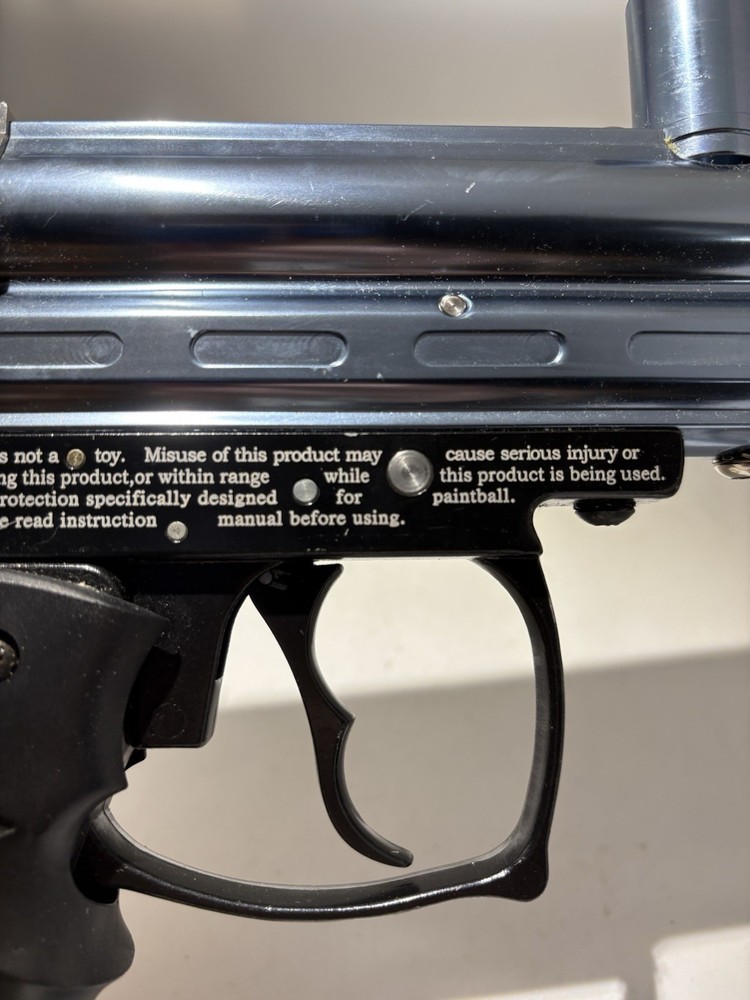 s not a toy. Misuse of this product may cause serious injury or
ng this product,or within range while this product is being used.
rotection specifically designed for paintball.
e read instruction manual before using.